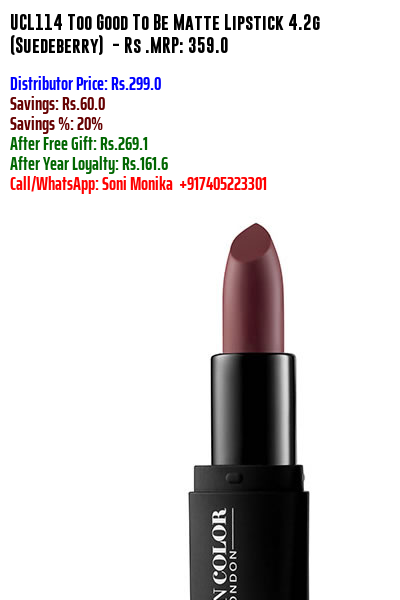 UCL114 Too Good To Be Matte Lipstick 4.2g
(Suedeberry) - Rs .MRP: 359.0
Distributor Price: Rs.299.0
Savings: Rs.60.0
Savings %: 20%
After Free Gift: Rs.269.1
After Year Loyalty: Rs.161.6
Call/WhatsApp: Soni Monika +917405223301
N COLOR
ONDON